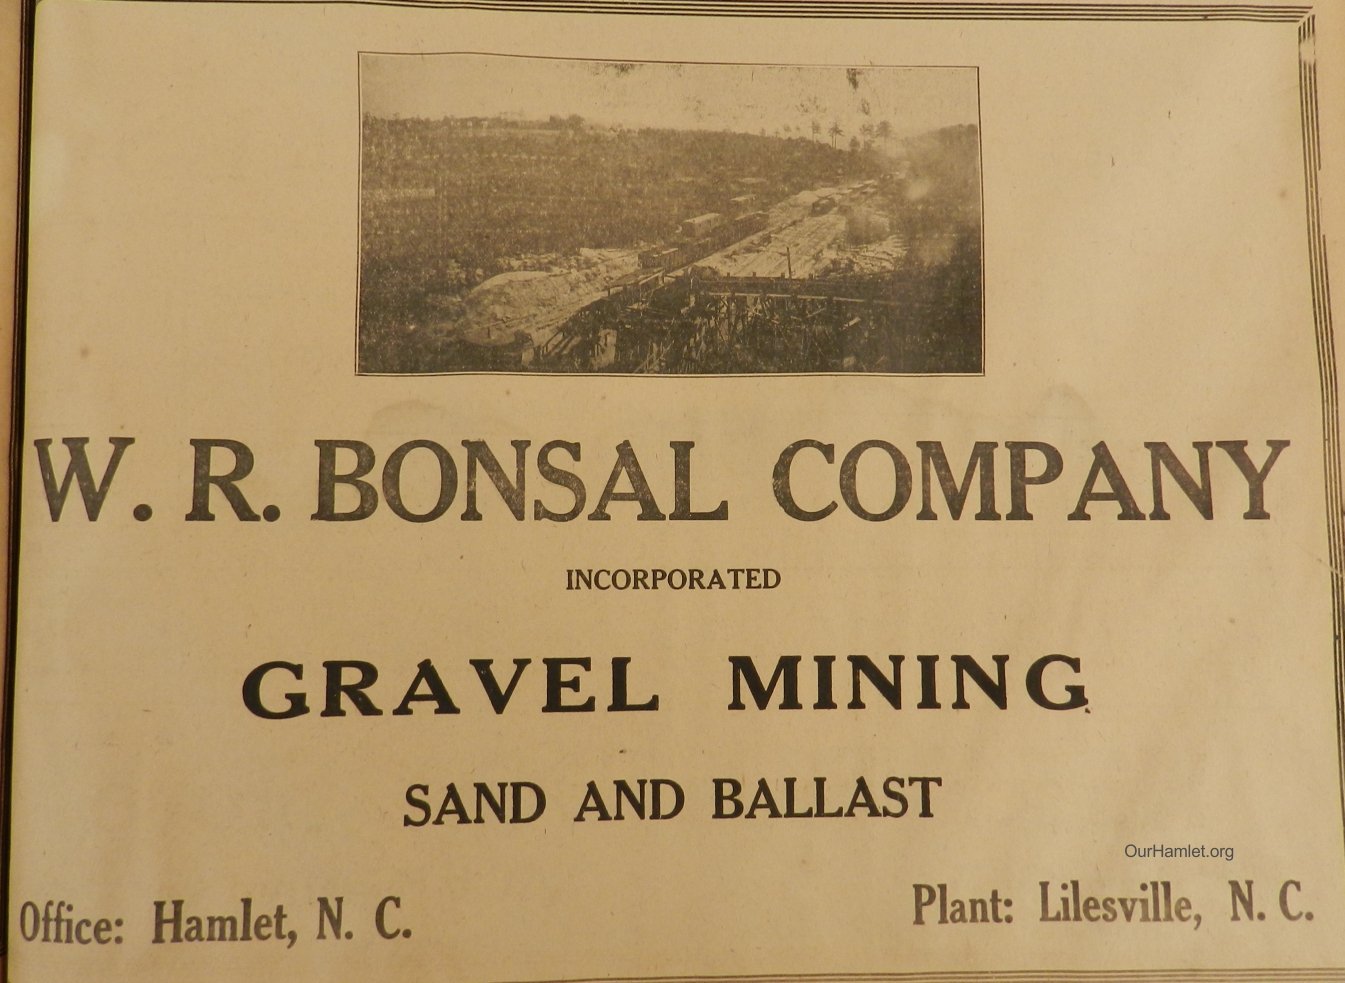 W. R. BONSAL COMPANY
INCORPORATED
GRAVEL MINING
SAND AND BALLAST
OurHamlet.org
Office: Hamlet, N. C. Plant: Lilesville, N. C.